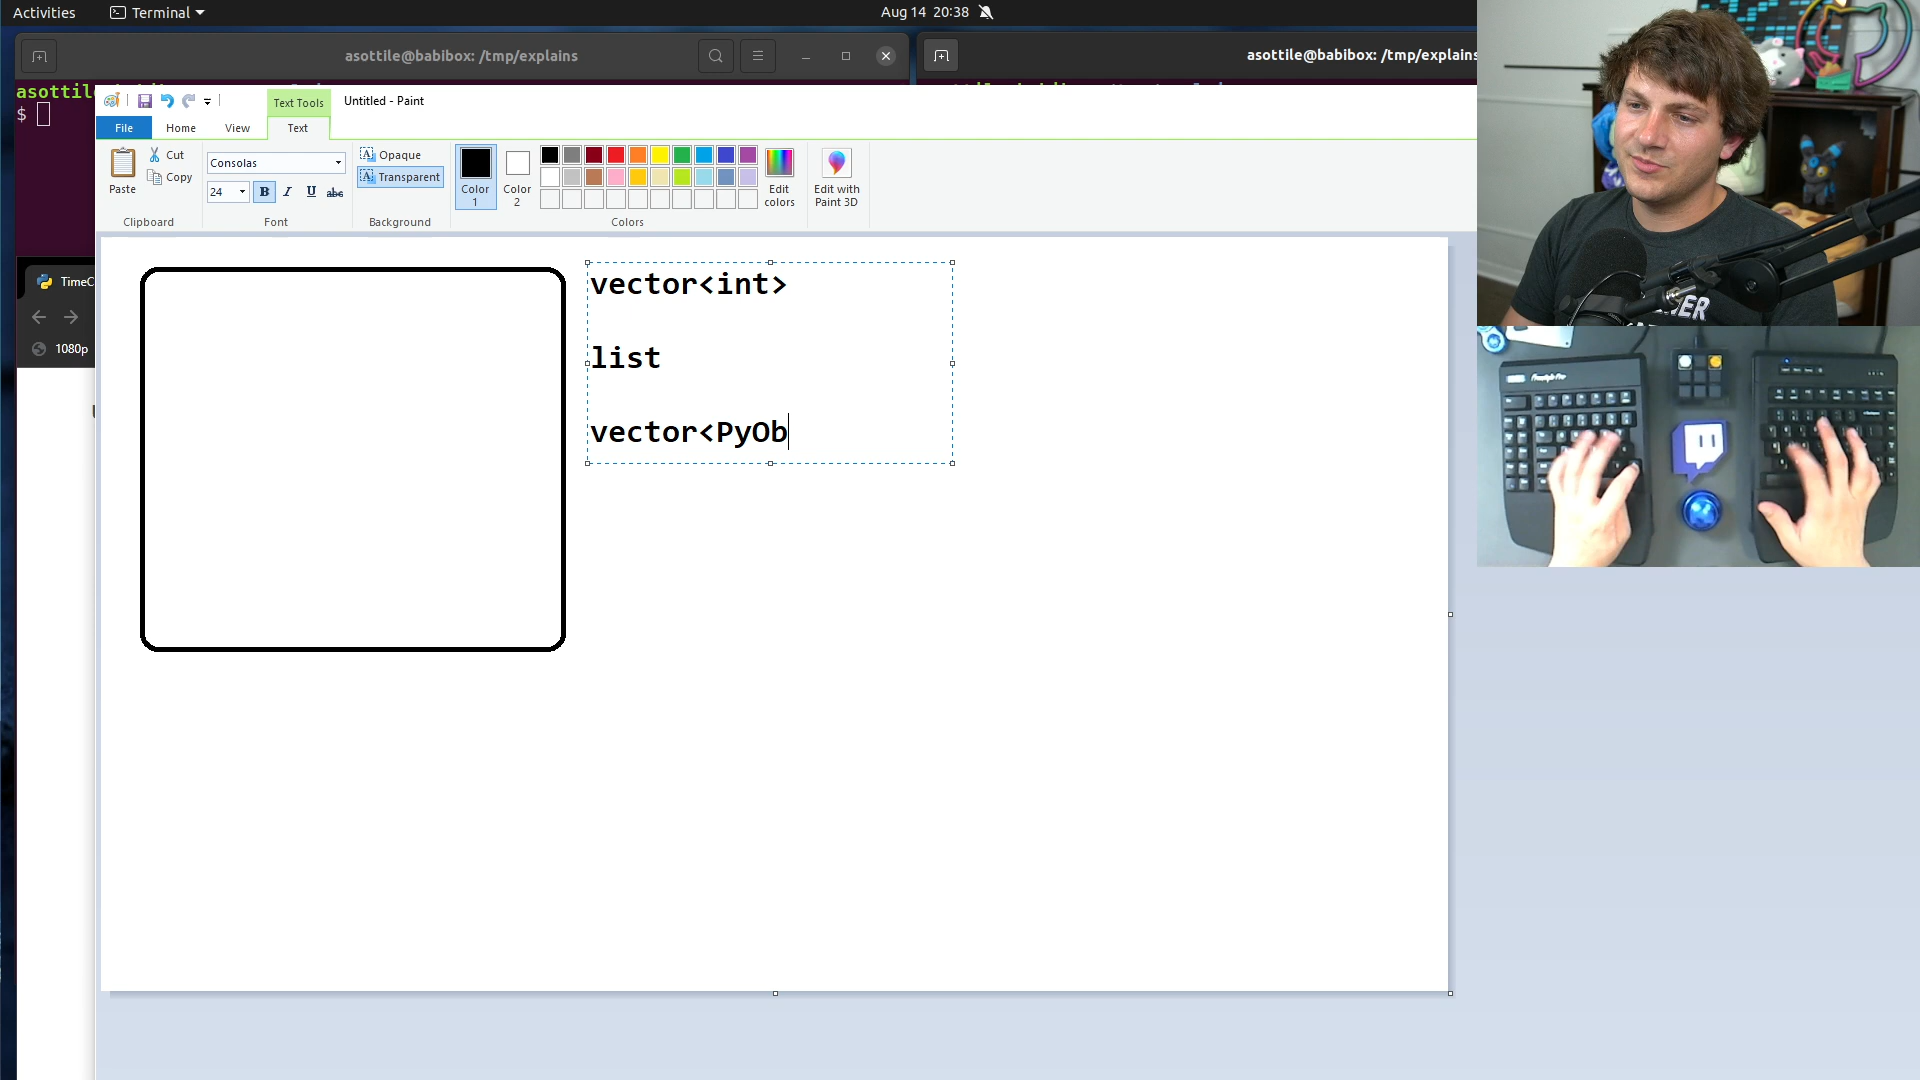 Activities
Terminal
Aug 14 20:38
asottile@babibox: /tmp/explains
asottile@babibox: /tmp/explains
asottil
$
Text Tools
Untitled - Paint
File
Home
View
Text
Paste
Cut
Copy
Clipboard
Consolas
24
B I U abc
Font
Opaque
Transparent
Background
Color 1
Color 2
Edit colors
Colors
Edit with Paint 3D
TimeC
1080p
vector<int>
list
vector<PyOb